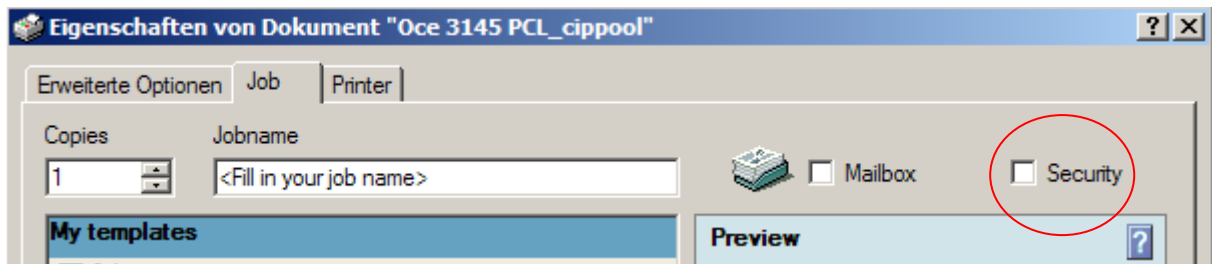 Eigenschaften von Dokument "Oce 3145 PCL_cippool"
? X
Erweiterte Optionen Job Printer
Copies Jobname
1 <Fill in your job name> Mailbox Security
My templates Preview ?